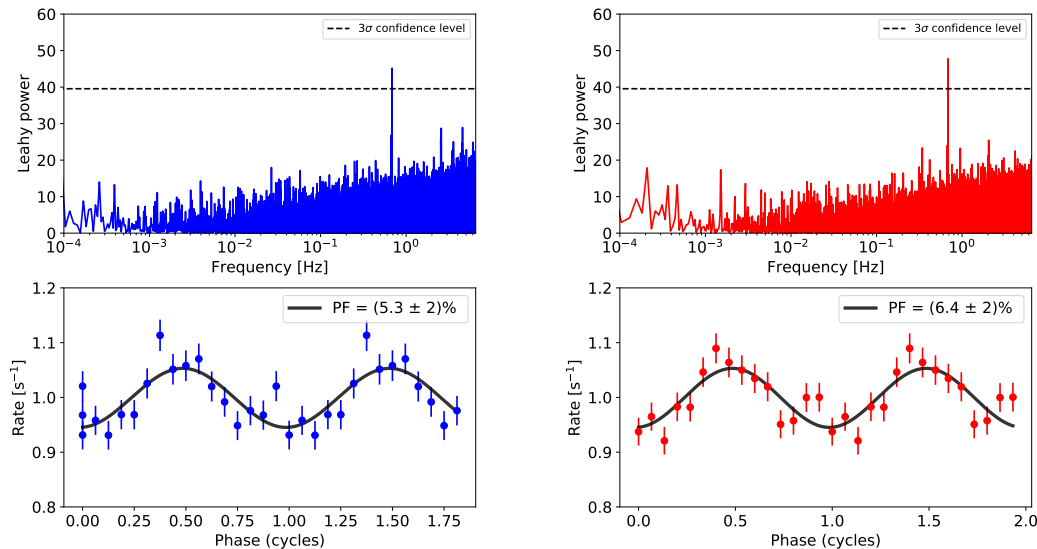 60
50
40
30
20
10
0
Leahy power
3σ confidence level
10⁻⁴ 10⁻³ 10⁻² 10⁻¹ 10⁰
Frequency [Hz]
60
50
40
30
20
10
0
Leahy power
3σ confidence level
10⁻⁴ 10⁻³ 10⁻² 10⁻¹ 10⁰
Frequency [Hz]
1.2
1.1
1.0
0.9
0.8
Rate [s⁻¹]
PF = (5.3 ± 2)%
0.00 0.25 0.50 0.75 1.00 1.25 1.50 1.75
Phase (cycles)
1.2
1.1
1.0
0.9
0.8
Rate [s⁻¹]
PF = (6.4 ± 2)%
0.0 0.5 1.0 1.5 2.0
Phase (cycles)